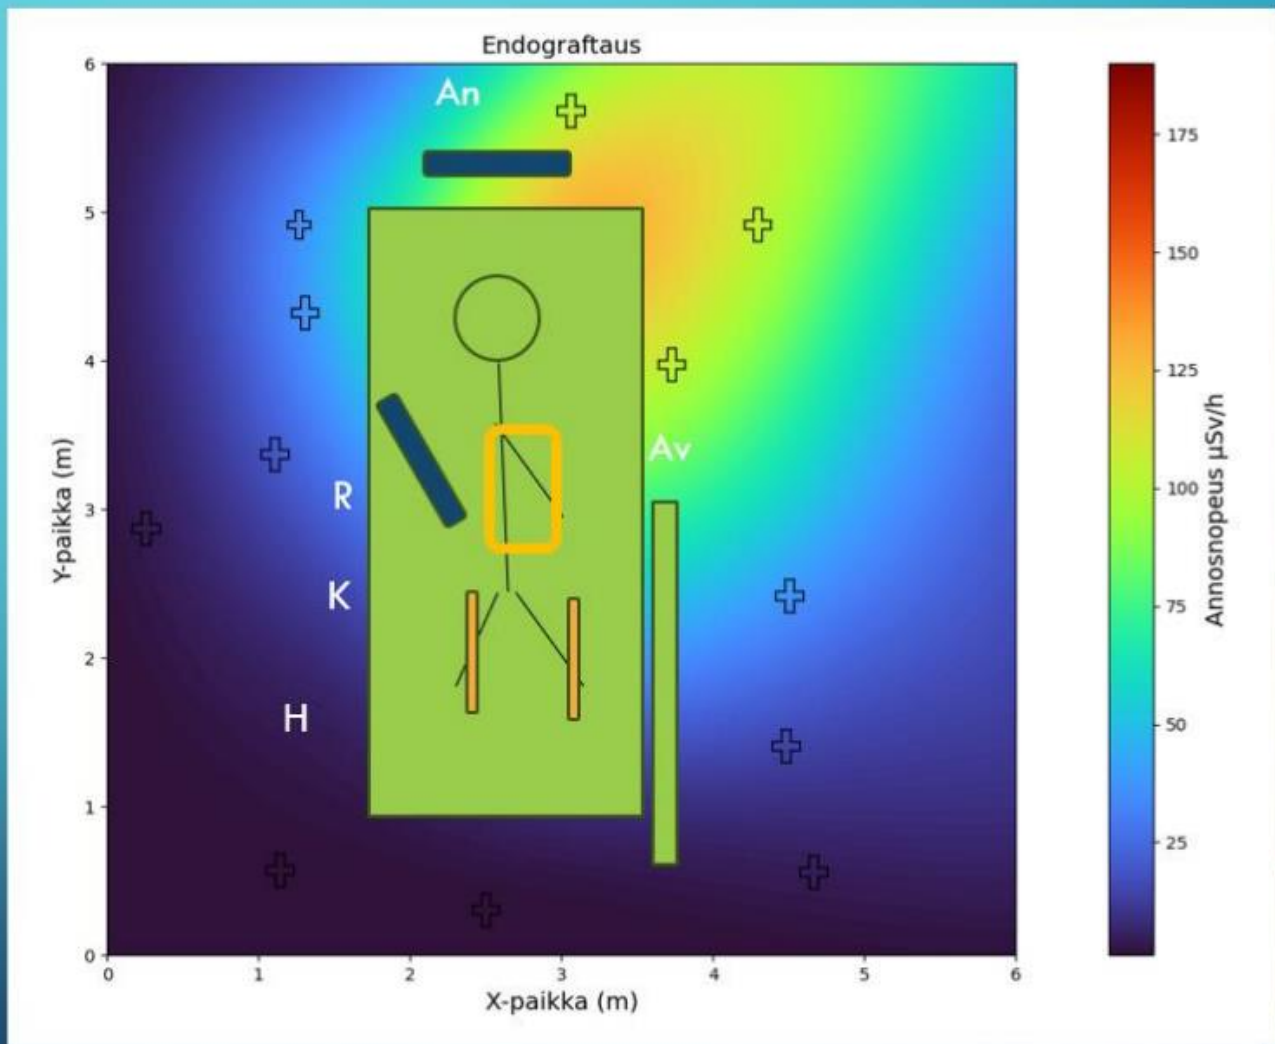 Endograftaus
An
Av
R
K
H
6
5
4
3
2
1
0
Y-paikka (m)
0 1 2 3 4 5 6
X-paikka (m)
175
150
125
100
75
50
25
Annosnopeus µSv/h